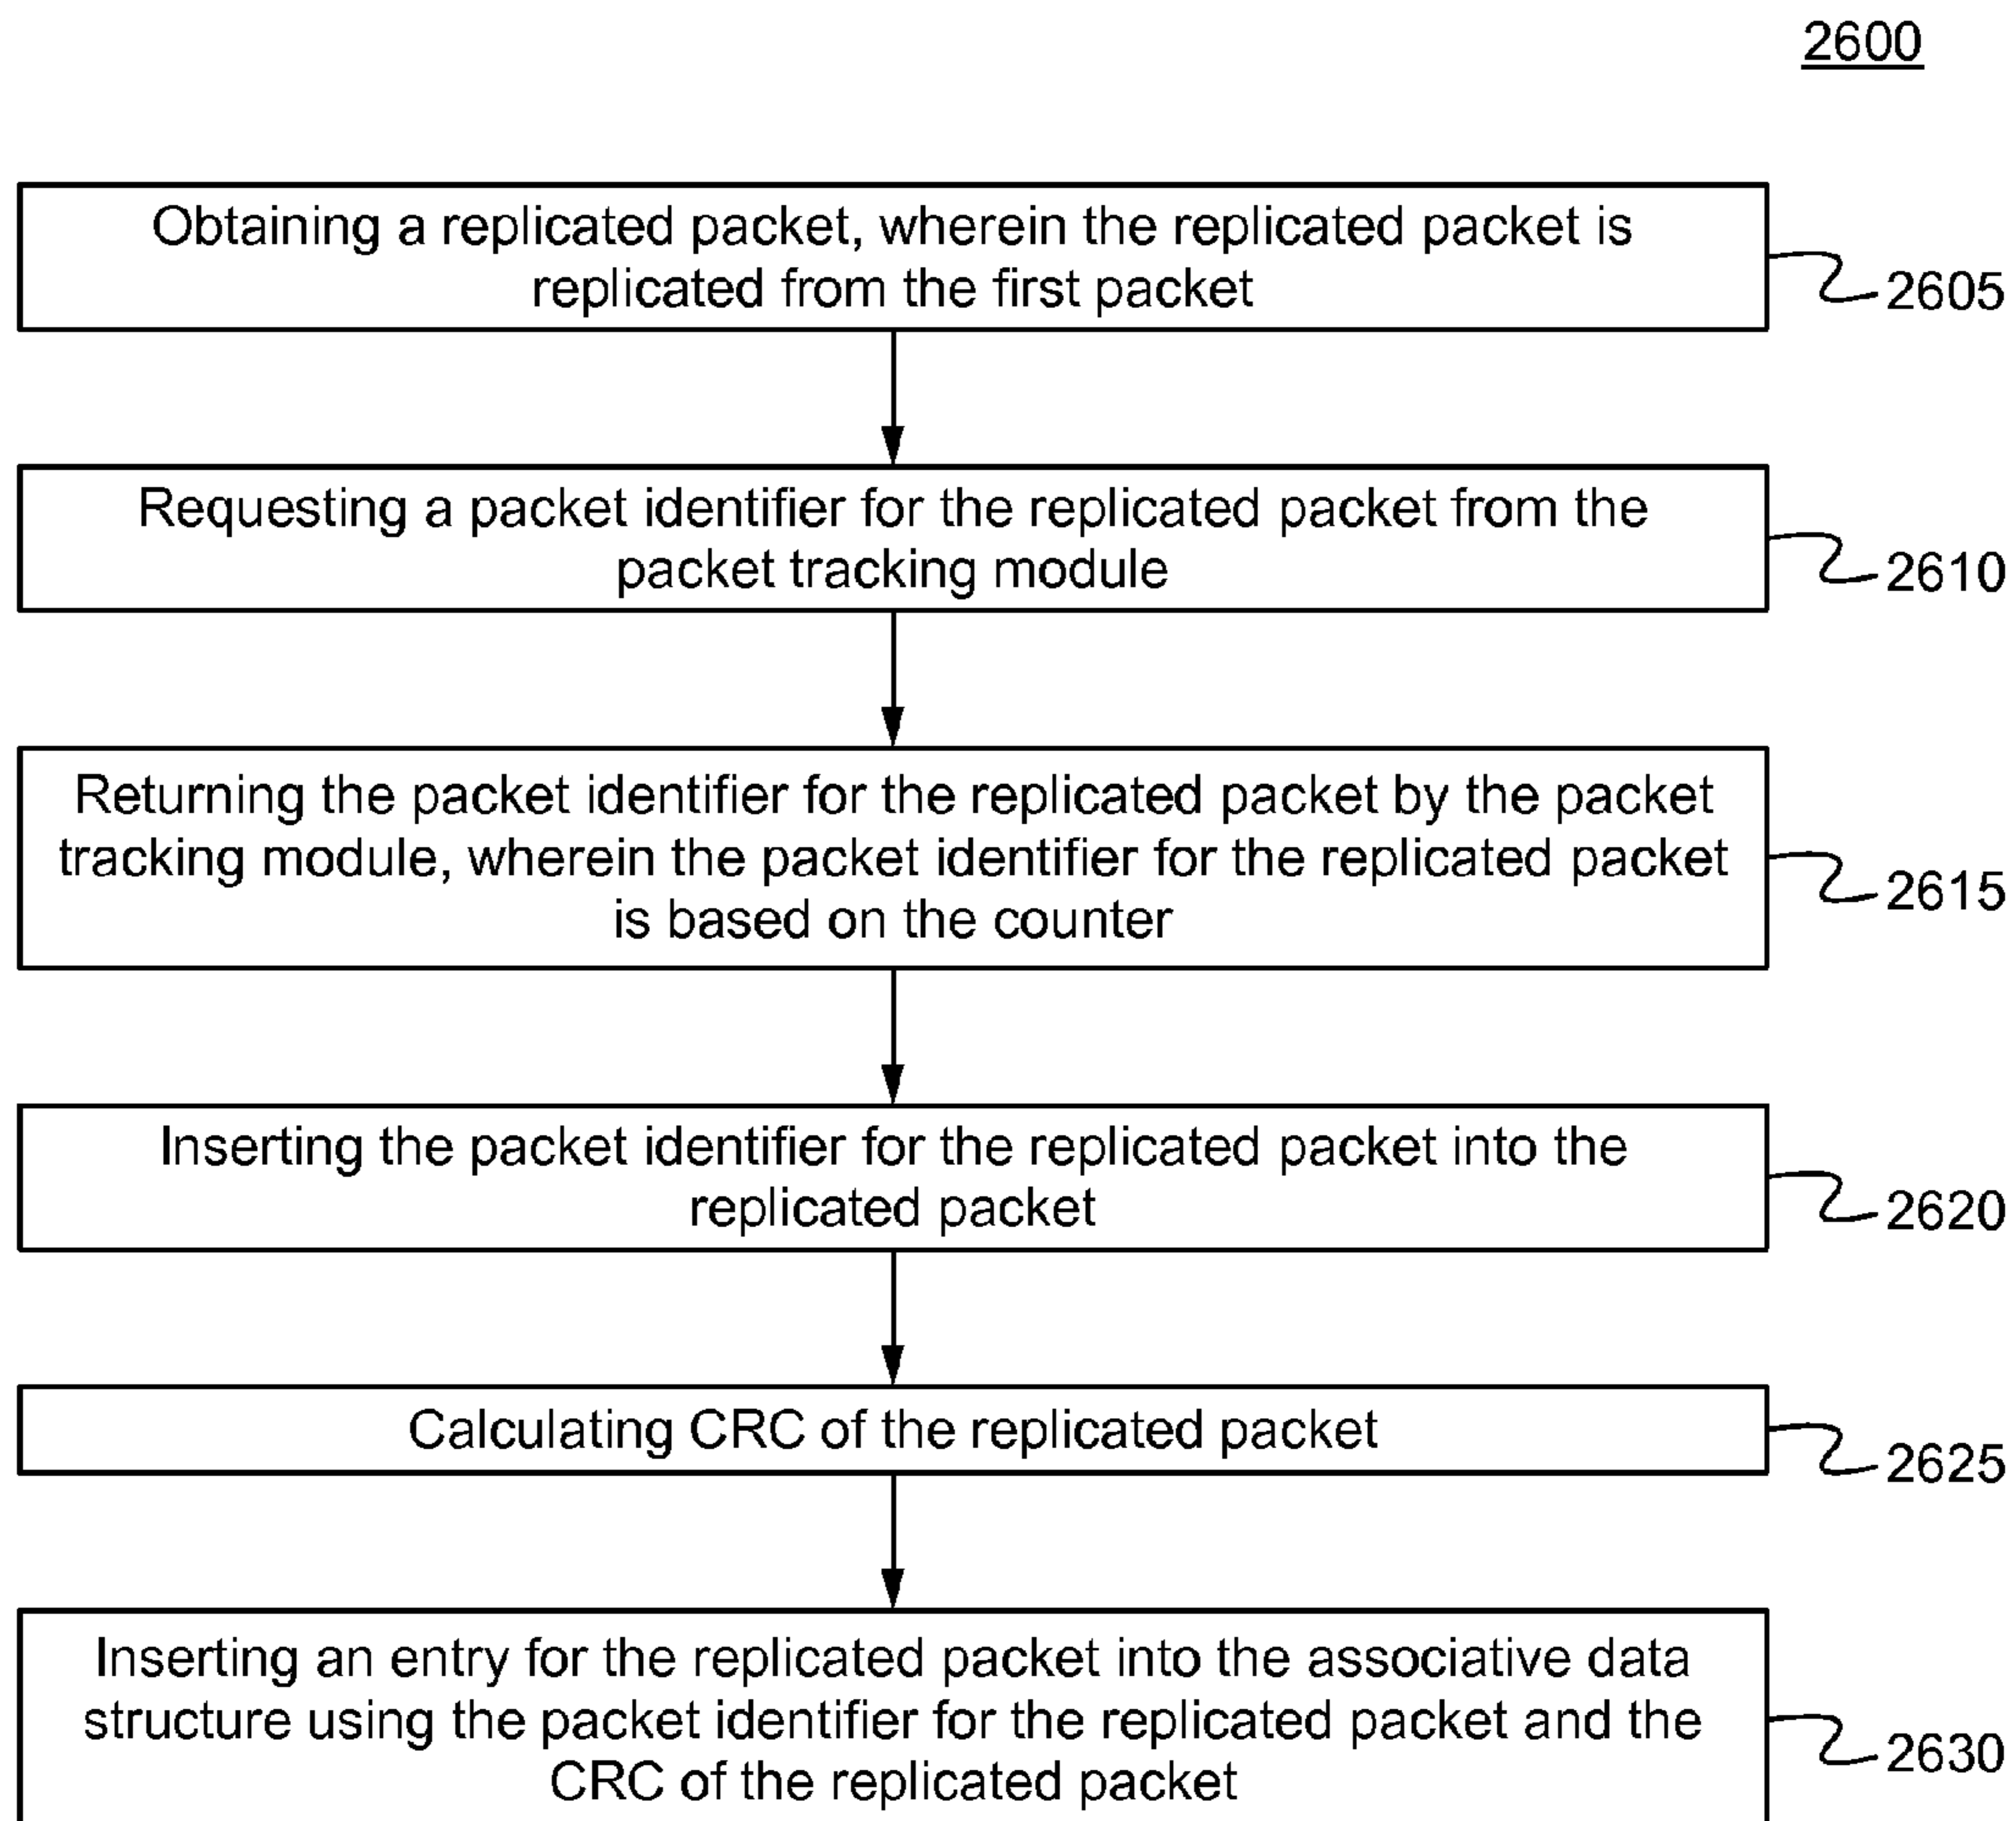 2600
Obtaining a replicated packet, wherein the replicated packet is
replicated from the first packet
2605
Requesting a packet identifier for the replicated packet from the
packet tracking module
2610
Returning the packet identifier for the replicated packet by the packet
tracking module, wherein the packet identifier for the replicated packet
is based on the counter
2615
Inserting the packet identifier for the replicated packet into the
replicated packet
2620
Calculating CRC of the replicated packet
2625
Inserting an entry for the replicated packet into the associative data
structure using the packet identifier for the replicated packet and the
CRC of the replicated packet
2630